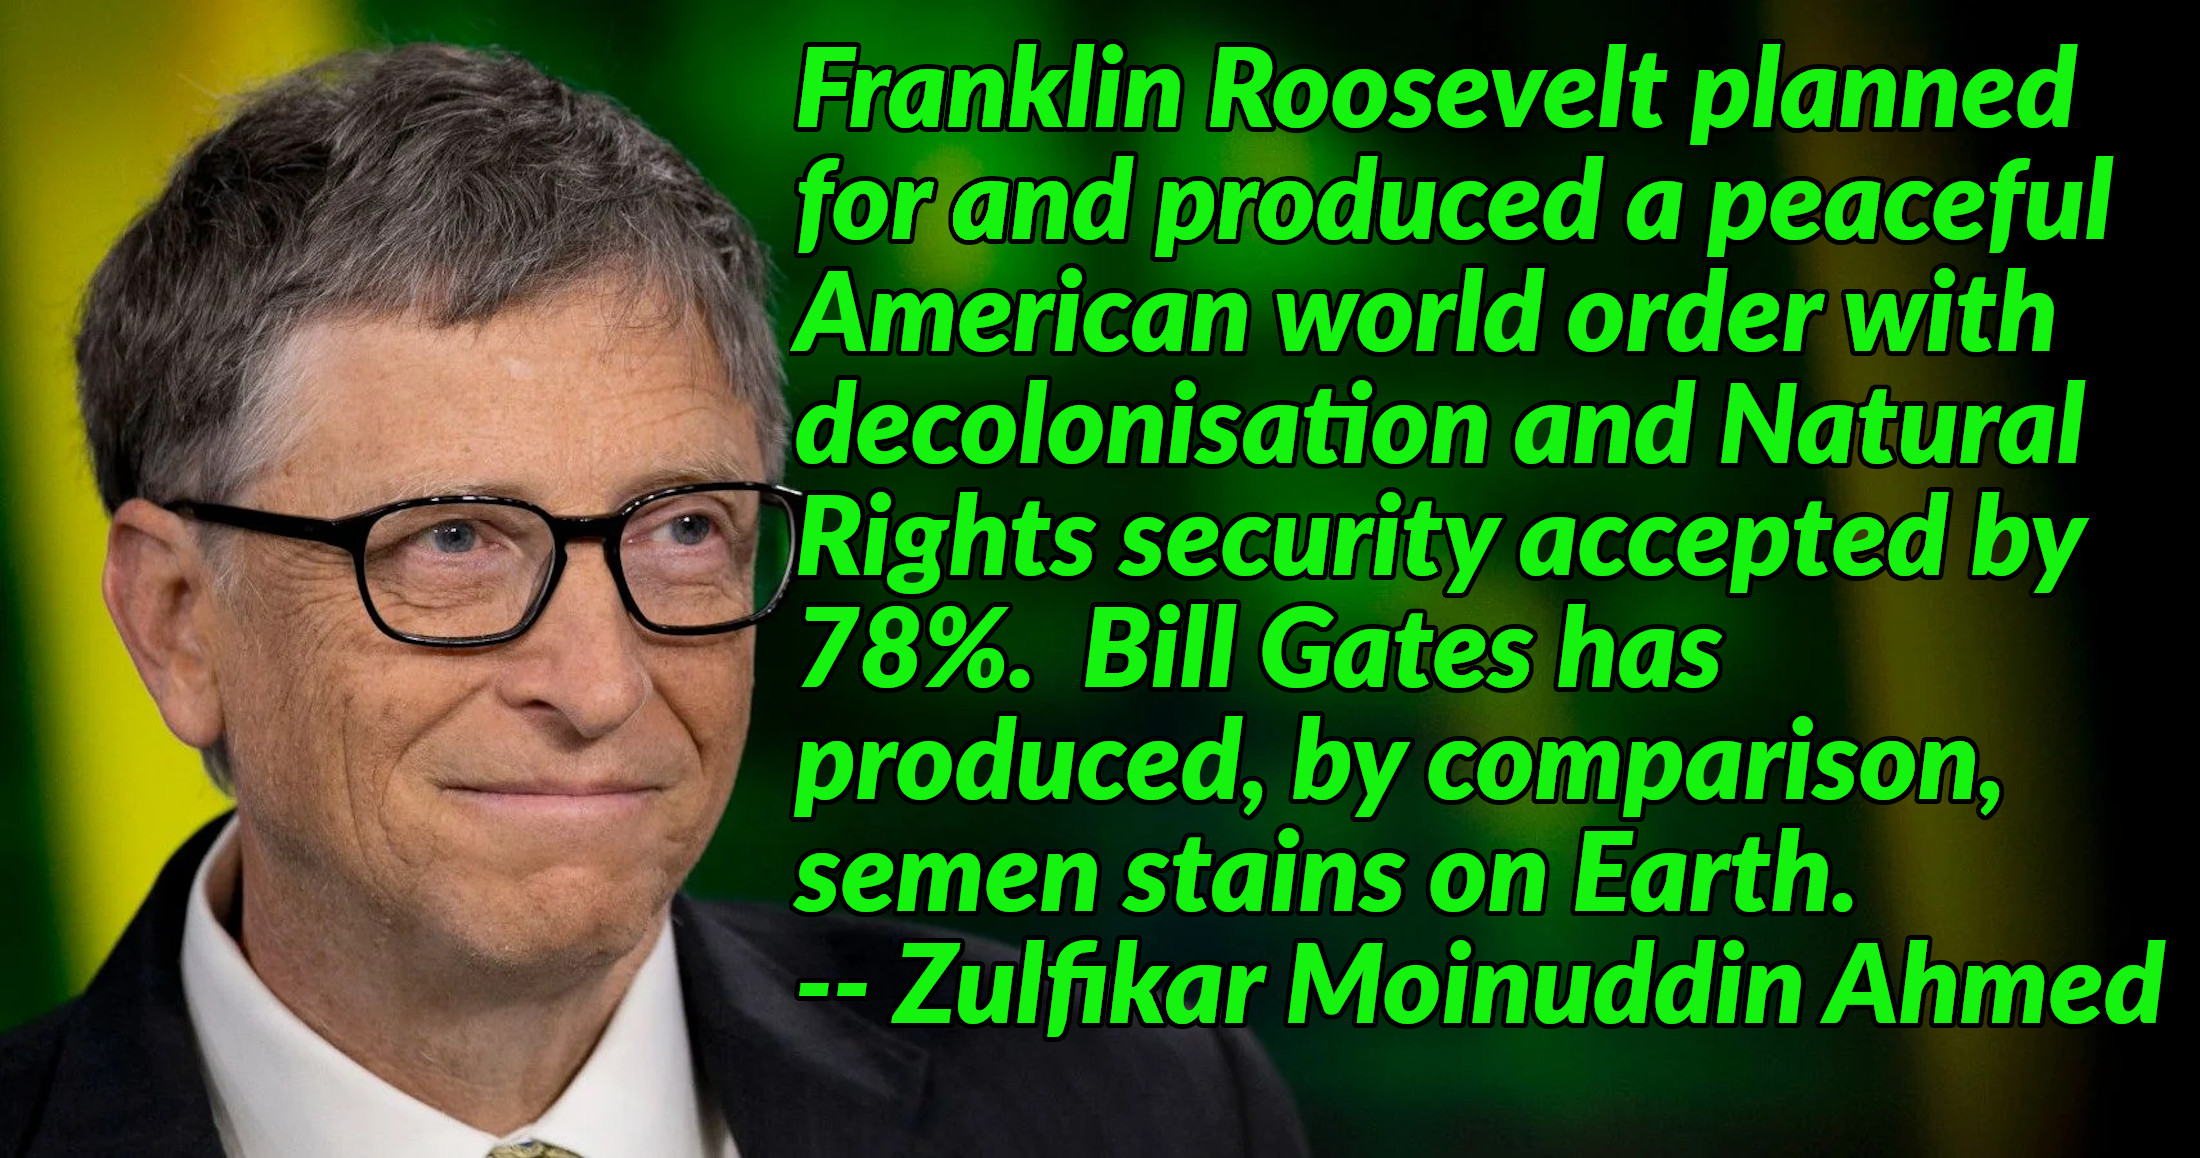 Franklin Roosevelt planned
for and produced a peaceful
American world order with
decolonisation and Natural
Rights security accepted by
78%.  Bill Gates has
produced, by comparison,
semen stains on Earth.
-- Zulfikar Moinuddin Ahmed